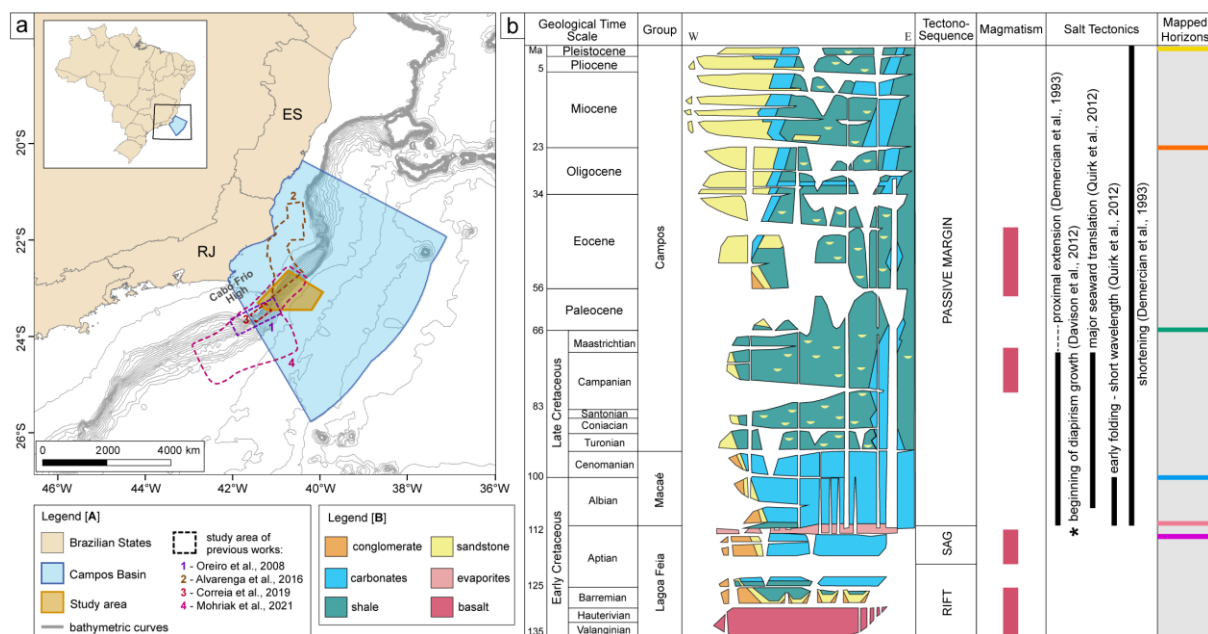 a
20°S
22°S
24°S
26°S
ES
RJ
Cabo Frio
High
2
3
1
4
0 2000 4000 km
46°W 44°W 42°W 40°W 38°W 36°W
Legend [A]
Brazilian States
Campos Basin
Study area
bathymetric curves
study area of
previous works:
1 - Oreiro et al., 2008
2 - Alvarenga et al., 2016
3 - Correia et al., 2019
4 - Mohriak et al., 2021
Legend [B]
conglomerate
carbonates
shale
sandstone
evaporites
basalt
b
Geological Time
Scale
Group
W E
Tectono-
Sequence
Magmatism
Salt Tectonics
Mapped
Horizons
Ma
5
23
34
56
66
83
100
112
125
135
Pleistocene
Pliocene
Miocene
Oligocene
Eocene
Paleocene
Late Cretaceous
Maastrichtian
Campanian
Santonian
Coniacian
Turonian
Cenomanian
Early Cretaceous
Albian
Aptian
Barremian
Hauterivian
Valanginian
Campos
Macaé
Lagoa Feia
PASSIVE MARGIN
SAG
RIFT
proximal extension (Demercian et al., 1993)
* beginning of diaprism growth (Davison et al., 2012)
major seaward translation (Quirk et al., 2012)
early folding - short wavelength (Quirk et al., 2012)
shortening (Demercian et al., 1993)